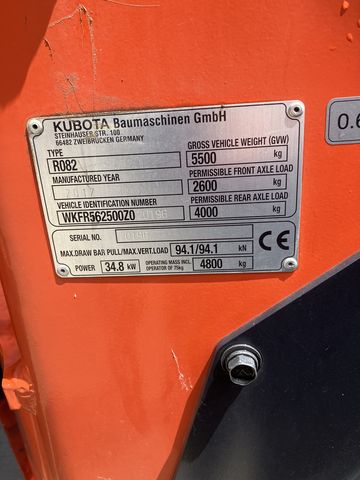 KUBOTA Baumaschinen GmbH
STEINHAUSER STR. 100
66482 ZWEIBRÜCKEN GERMANY
TYPE
R082
MANUFACTURED YEAR
VEHICLE IDENTIFICATION NUMBER
WKFR562500Z0
GROSS VEHICLE WEIGHT (GVW)
5500 kg
PERMISSIBLE FRONT AXLE LOAD
2600 kg
PERMISSIBLE REAR AXLE LOAD
4000 kg
SERIAL NO.
MAX.DRAW BAR PULL/MAX.VERT.LOAD 94.1/94.1 kN
POWER 34.8 kW OPERATING MASS INCL. OPERATOR OF 75kg 4800 kg
CE
0.6